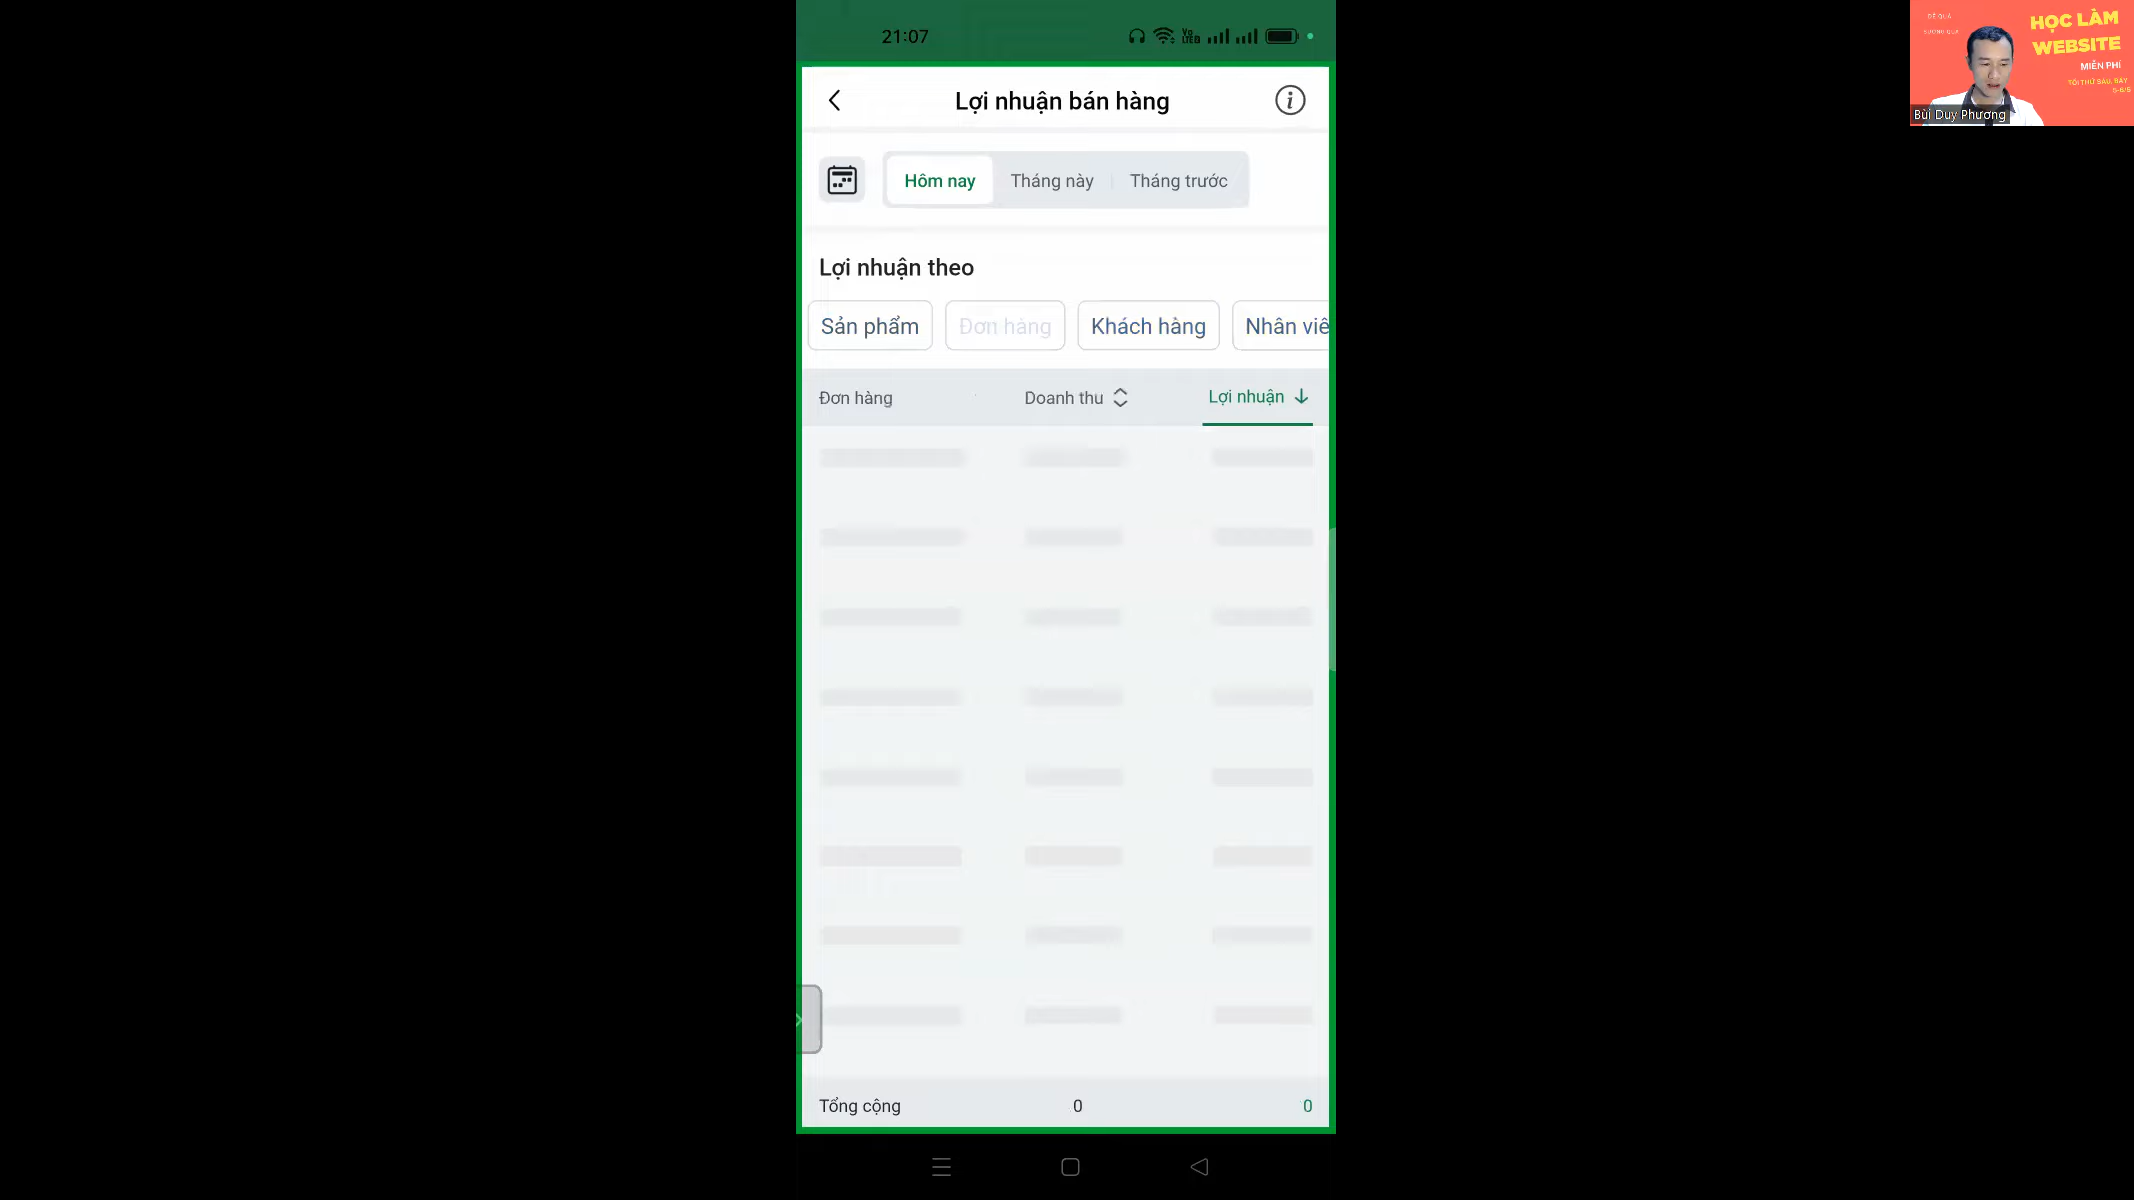 21:07
Lợi nhuận bán hàng
Hôm nay
Tháng này
Tháng trước
Lợi nhuận theo
Sản phẩm
Đơn hàng
Khách hàng
Nhân viê
Đơn hàng
Doanh thu
Lợi nhuận
Tổng cộng
0
0
HỌC LÀM
WEBSITE
MIỄN PHÍ
Bùi Duy Phương